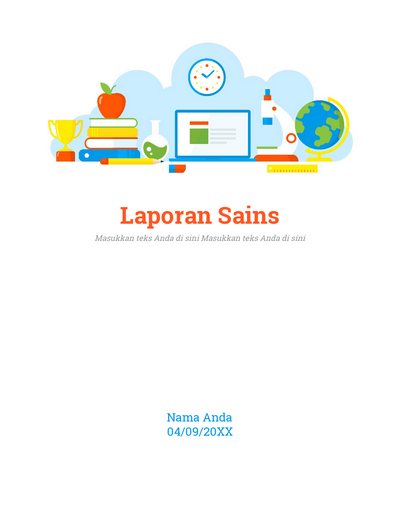 Laporan Sains
Masukkan teks Anda di sini Masukkan teks Anda di sini
Nama Anda
04/09/20XX